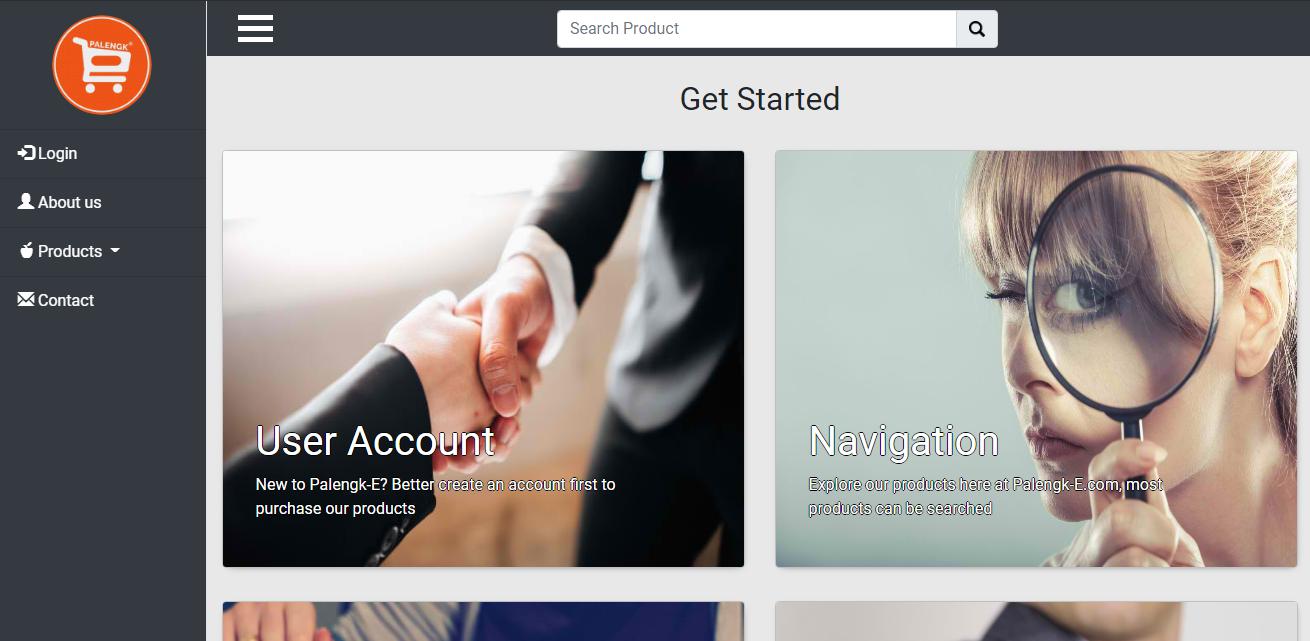 PALENGK
Search Product
Login
About us
Products
Contact
Get Started
User Account
New to Palengk-E? Better create an account first to
purchase our products
Navigation
Explore our products here at Palengk-E.com, most
products can be searched